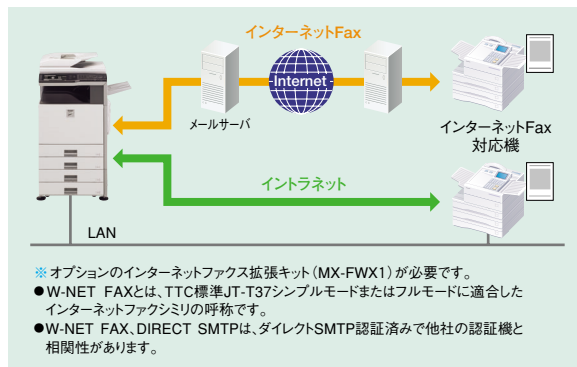 インターネットFax
Internet
メールサーバ
インターネットFax
対応機
イントラネット
LAN
※オプションのインターネットファクス拡張キット(MX-FWX1)が必要です。
●W-NET FAXとは、TTC標準JT-T37シンプルモードまたはフルモードに適合した
インターネットファクシミリの呼称です。
●W-NET FAX、DIRECT SMTPは、ダイレクトSMTP認証済みで他社の認証機と
相関性があります。